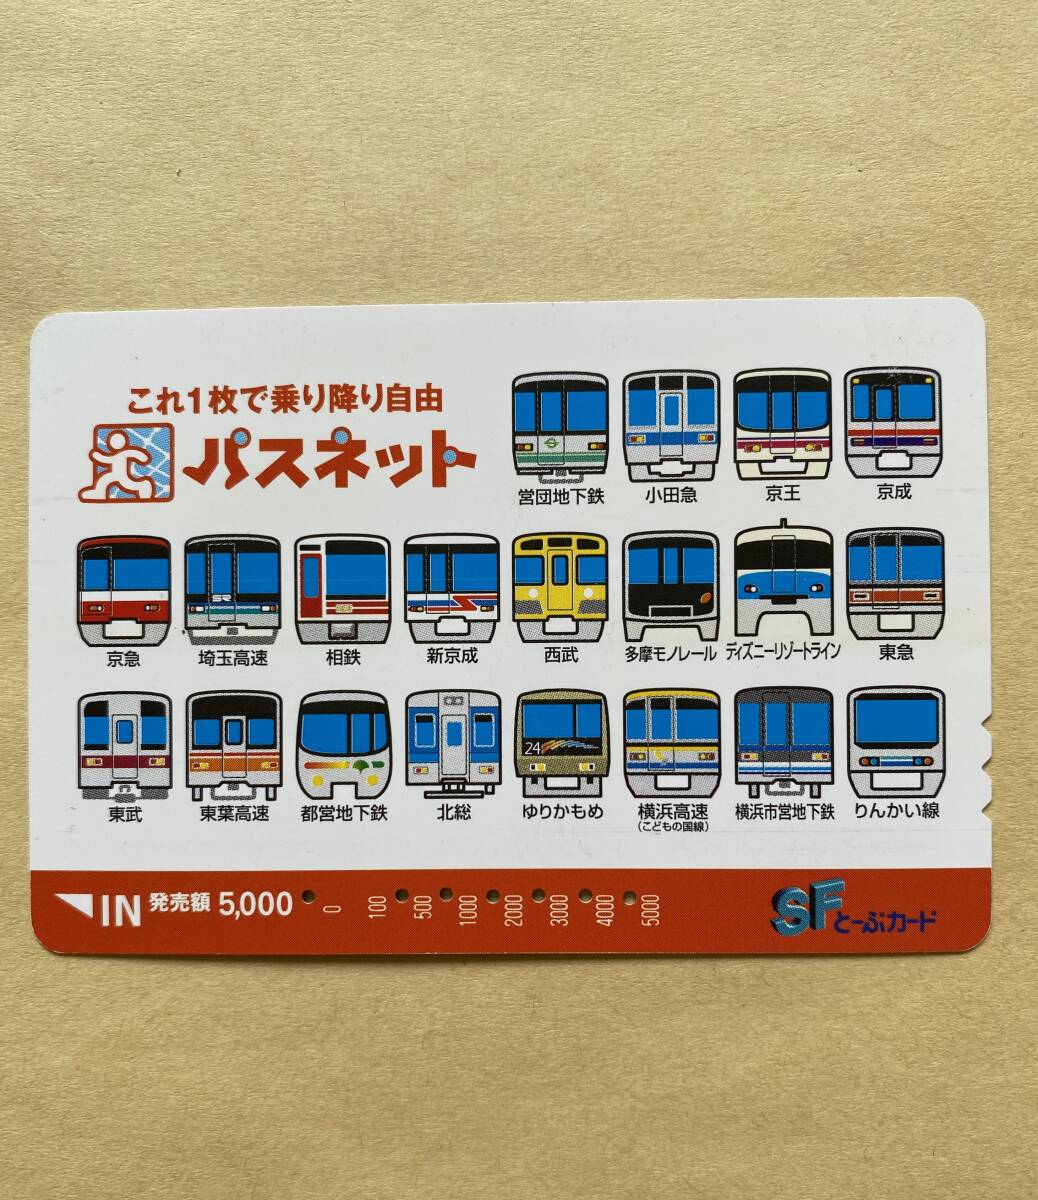 これ1枚で乗り降り自由
パスネット
営団地下鉄 小田急 京王 京成
SR
京急 埼玉高速 相鉄 新京成 西武 多摩モノレール ディズニーリゾートライン 東急
24
東武 東葉高速 都営地下鉄 北総 ゆりかもめ 横浜高速 横浜市営地下鉄 りんかい線
(こどもの国線)
IN 発売額 5,000 0 100 500 1000 2000 3000 4000 5000 SFとーぶカード